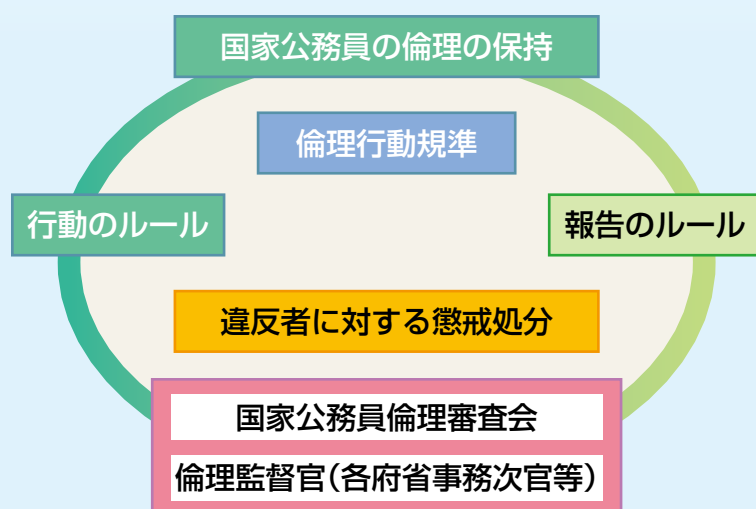 国家公務員の倫理の保持
倫理行動規準
行動のルール
報告のルール
違反者に対する懲戒処分
国家公務員倫理審査会
倫理監督官(各府省事務次官等)